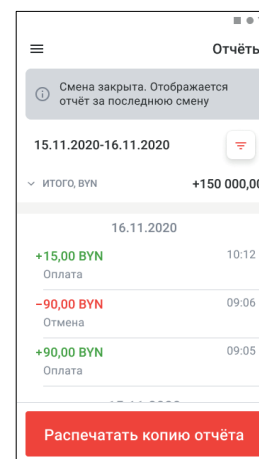 Отчёты
Смена закрыта. Отображается
отчёт за последнюю смену
15.11.2020-16.11.2020
ИТОГО, BYN
+150 000,00
16.11.2020
+15,00 BYN
10:12
Оплата
−90,00 BYN
09:06
Отмена
+90,00 BYN
09:05
Оплата
Распечатать копию отчёта